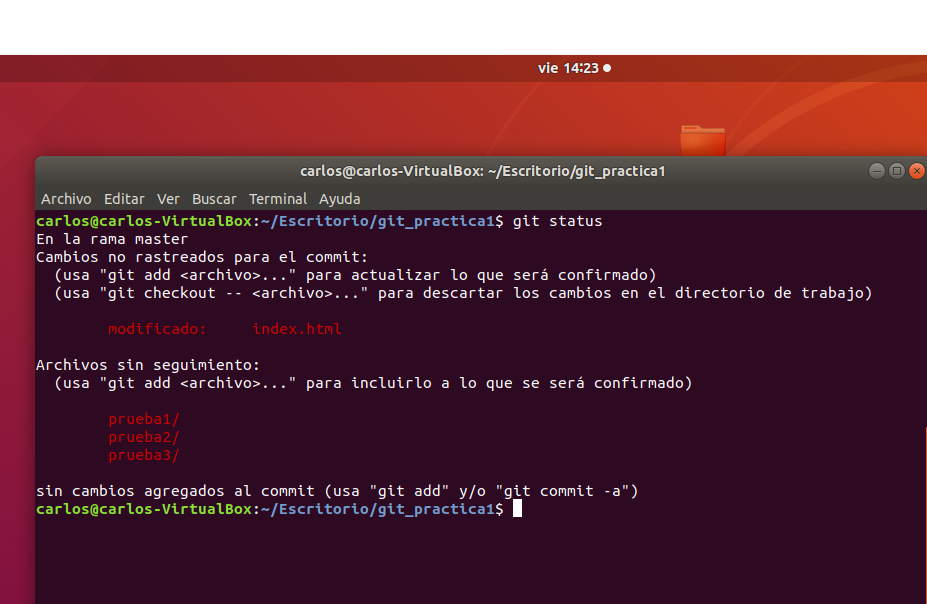 vie 14:23
carlos@carlos-VirtualBox: ~/Escritorio/git_practica1
Archivo Editar Ver Buscar Terminal Ayuda
carlos@carlos-VirtualBox:~/Escritorio/git_practica1$ git status
En la rama master
Cambios no rastreados para el commit:
  (usa "git add <archivo>..." para actualizar lo que será confirmado)
  (usa "git checkout -- <archivo>..." para descartar los cambios en el directorio de trabajo)
        modificado:     index.html
Archivos sin seguimiento:
  (usa "git add <archivo>..." para incluirlo a lo que se será confirmado)
        prueba1/
        prueba2/
        prueba3/
sin cambios agregados al commit (usa "git add" y/o "git commit -a")
carlos@carlos-VirtualBox:~/Escritorio/git_practica1$